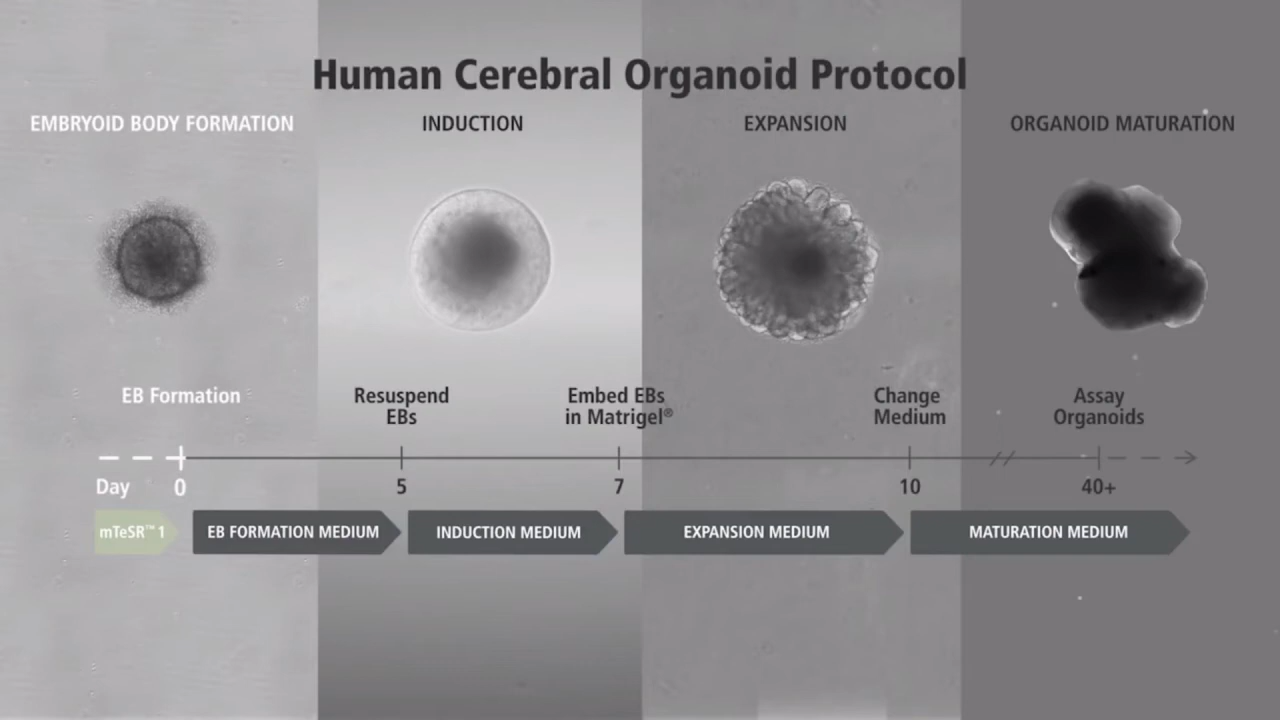 Human Cerebral Organoid Protocol
EMBRYOID BODY FORMATION
INDUCTION
EXPANSION
ORGANOID MATURATION
EB Formation
Resuspend
EBs
Embed EBs
in Matrigel®
Change
Medium
Assay
Organoids
Day 0 5 7 10 40+
mTeSR™ 1
EB FORMATION MEDIUM
INDUCTION MEDIUM
EXPANSION MEDIUM
MATURATION MEDIUM